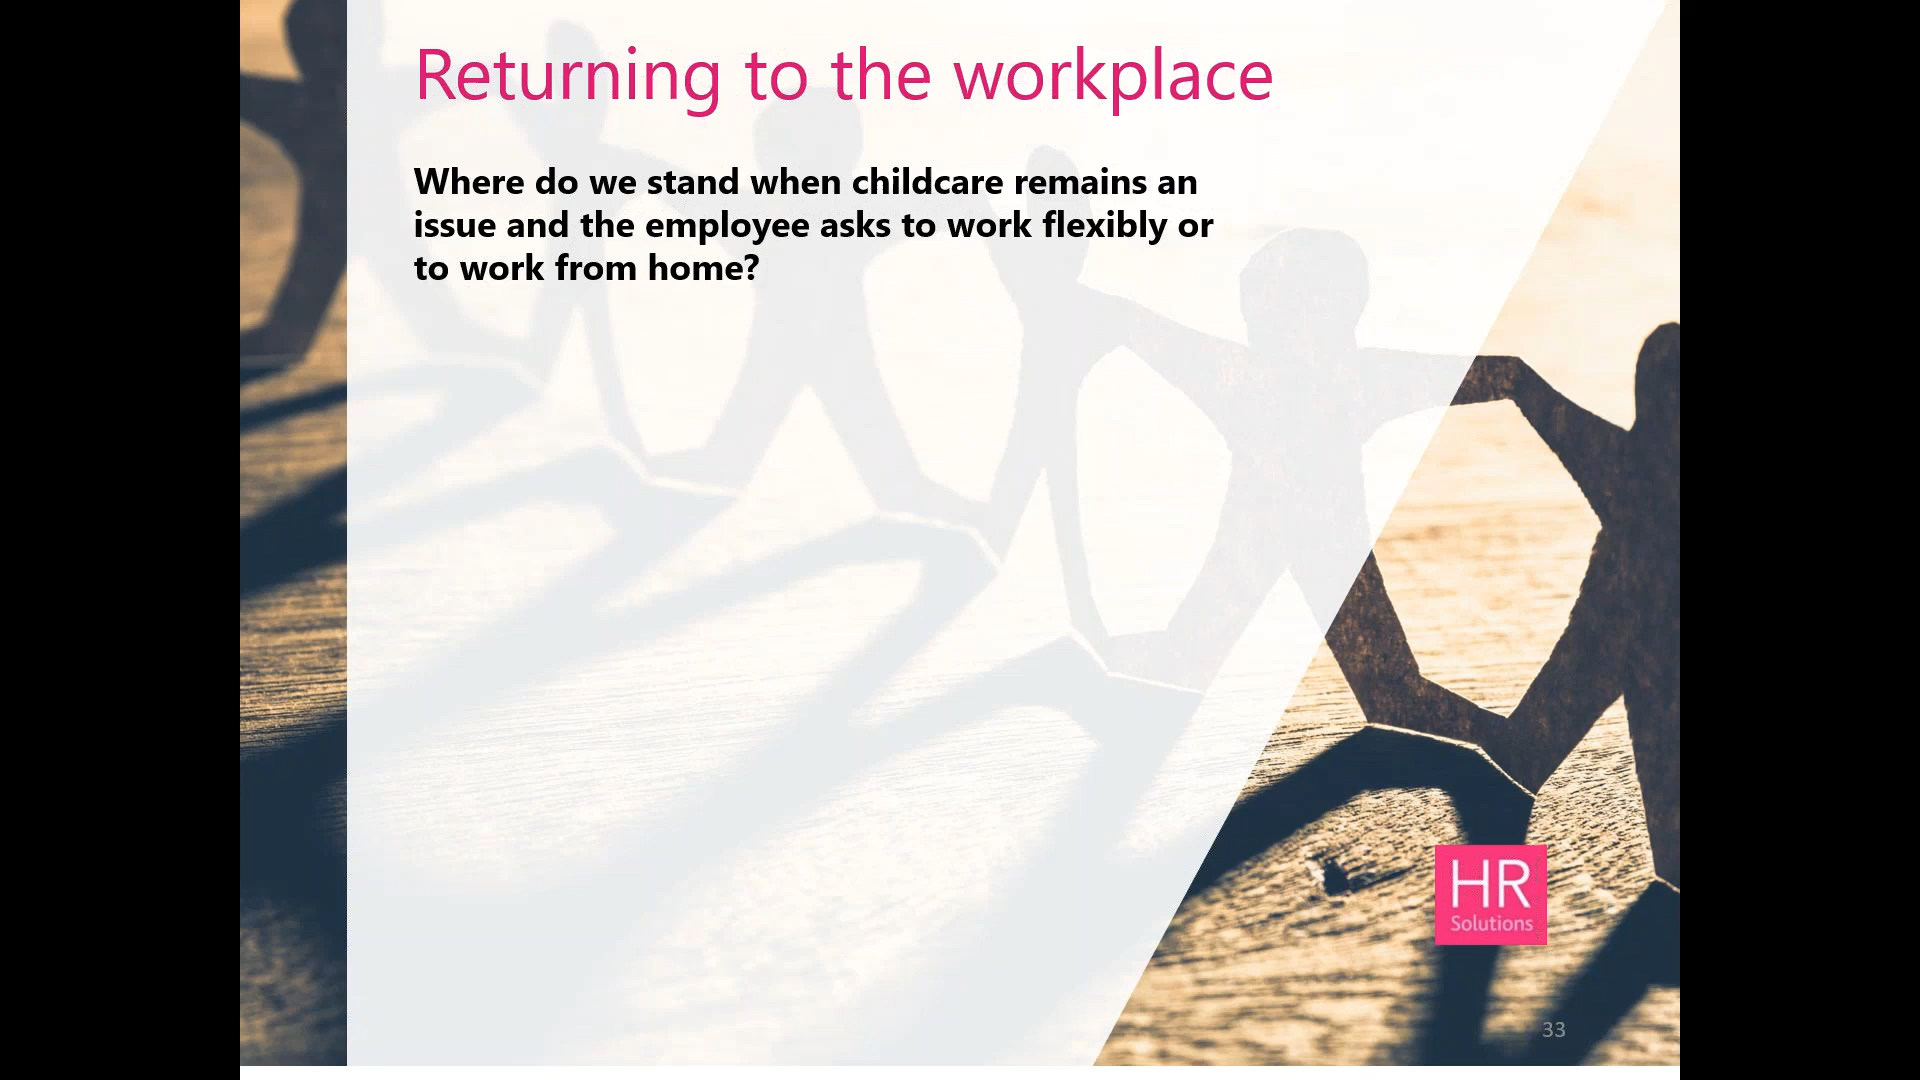 Returning to the workplace
Where do we stand when childcare remains an
issue and the employee asks to work flexibly or
to work from home?
HR
Solutions
33